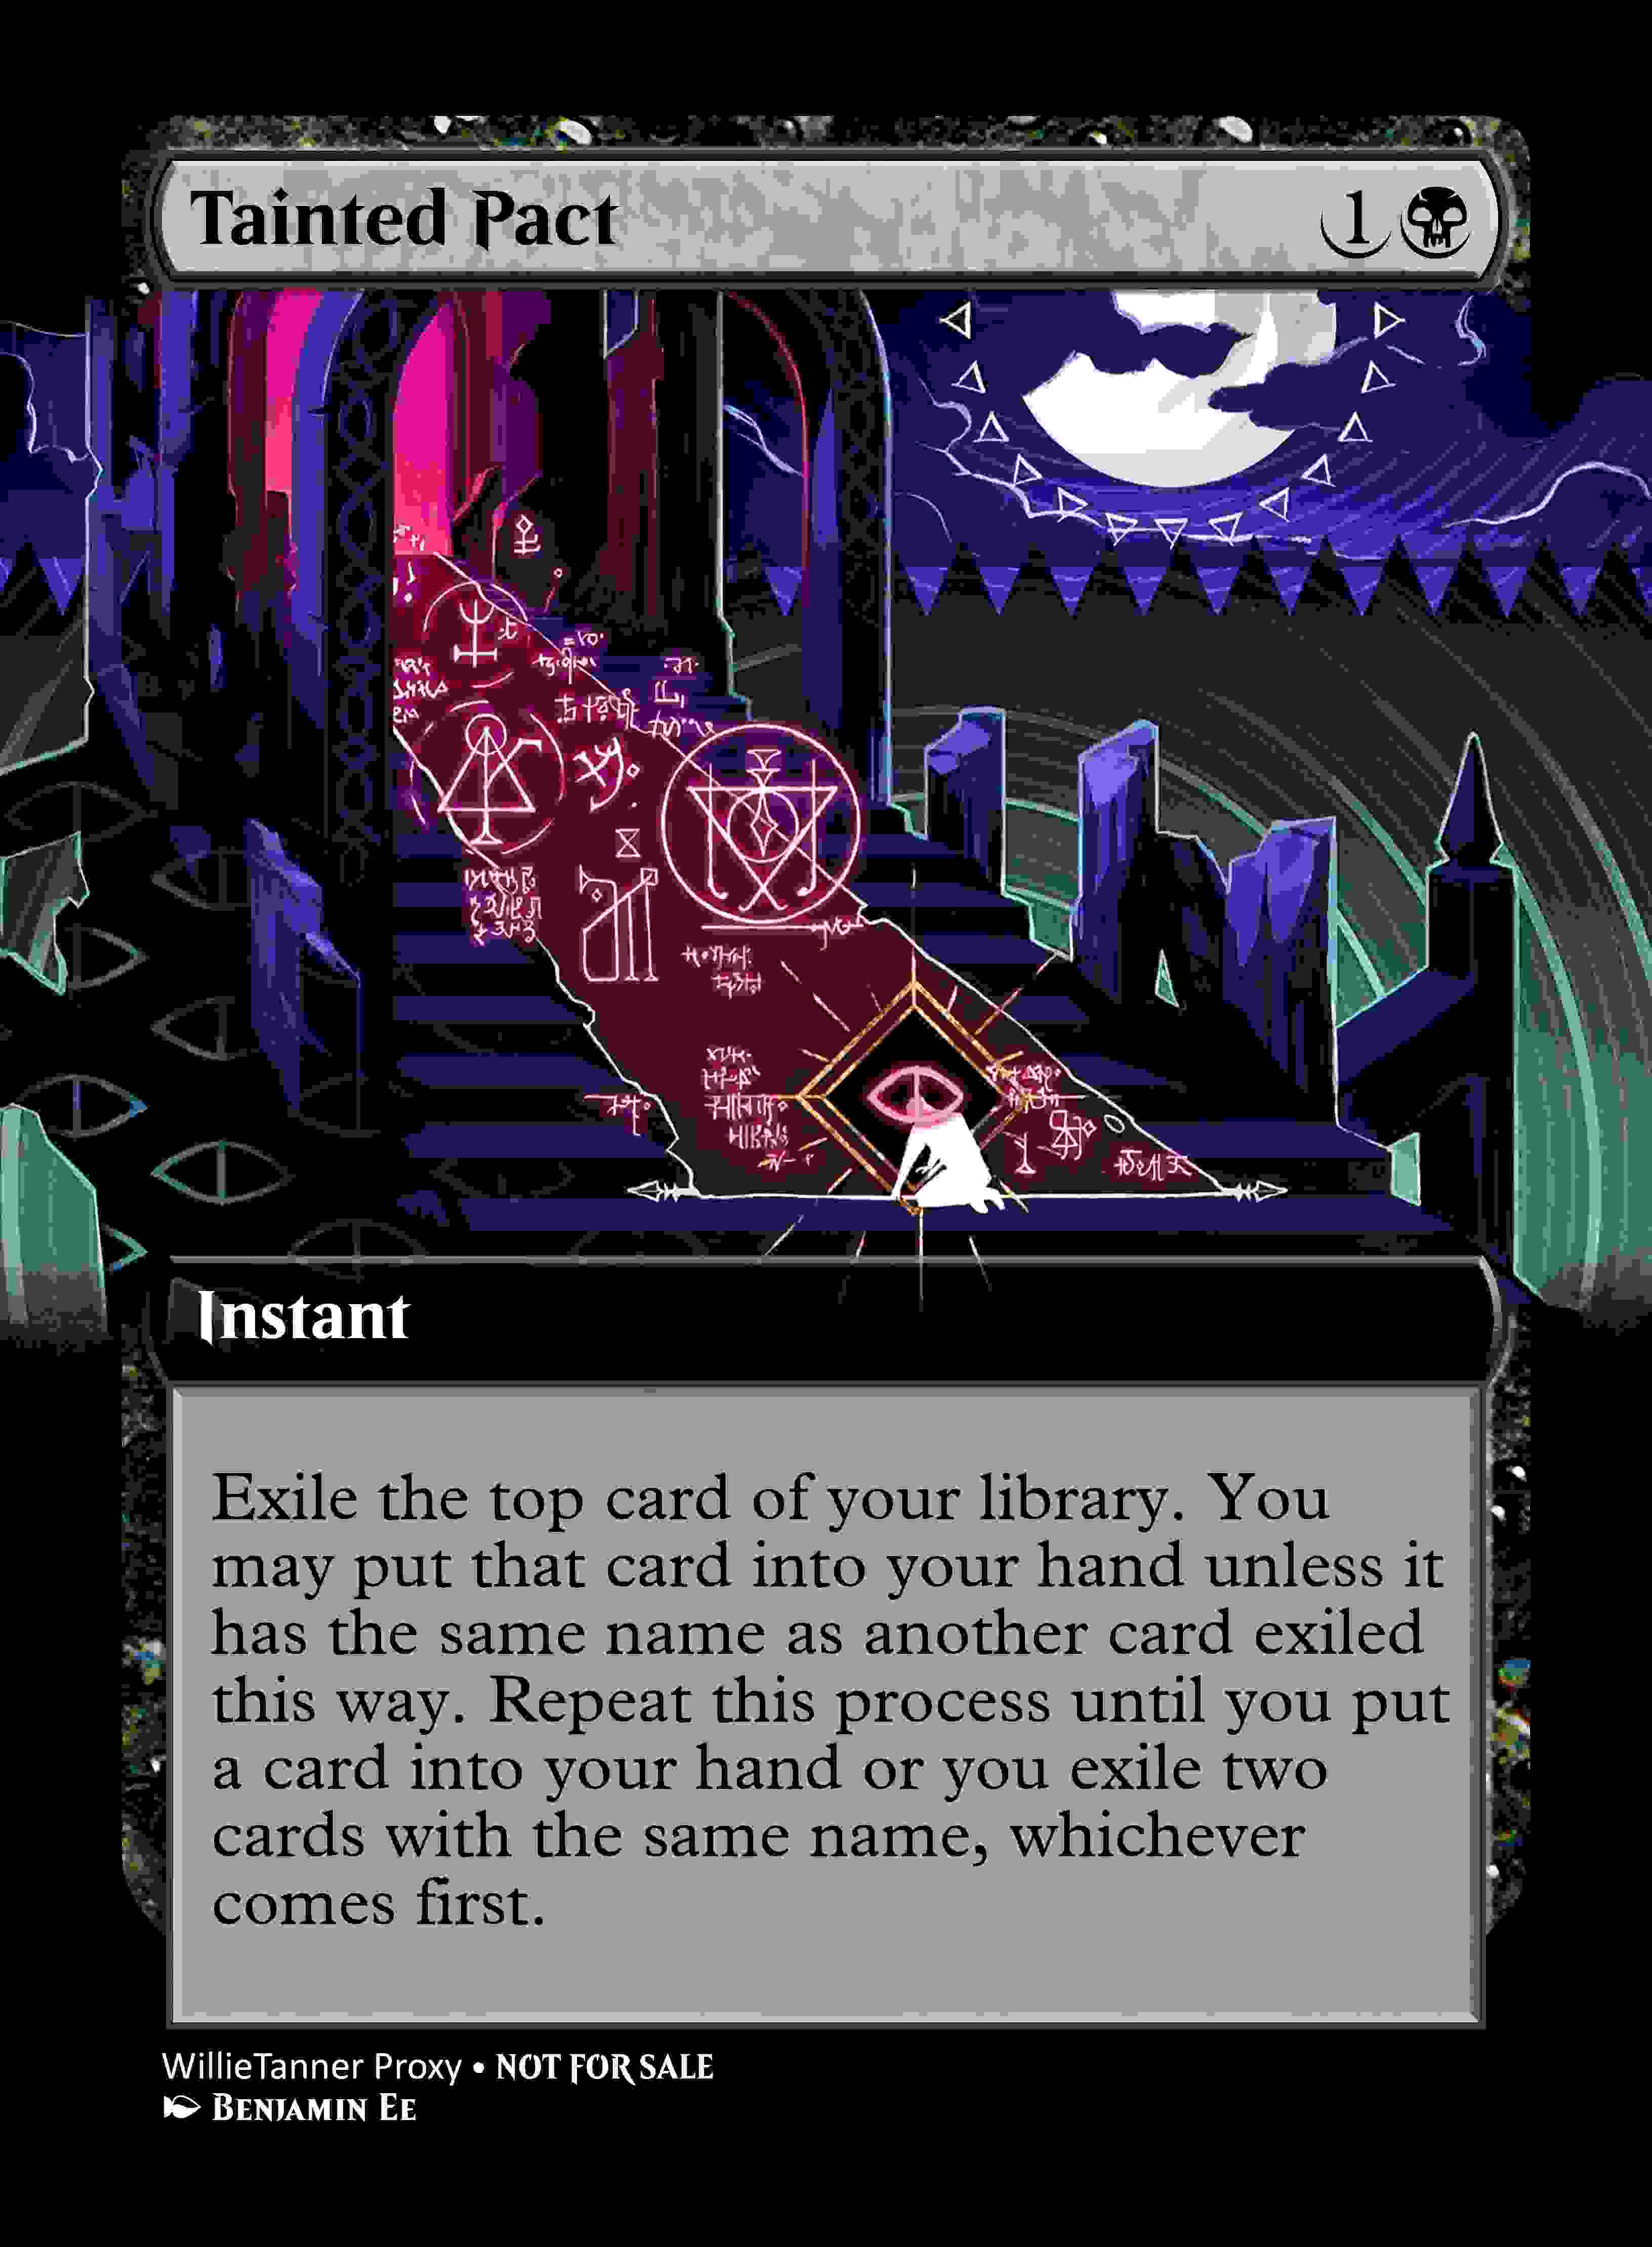 Tainted Pact 1
Instant
Exile the top card of your library. You
may put that card into your hand unless it
has the same name as another card exiled
this way. Repeat this process until you put
a card into your hand or you exile two
cards with the same name, whichever
comes first.
WillieTanner Proxy • NOT FOR SALE
Benjamin Ee